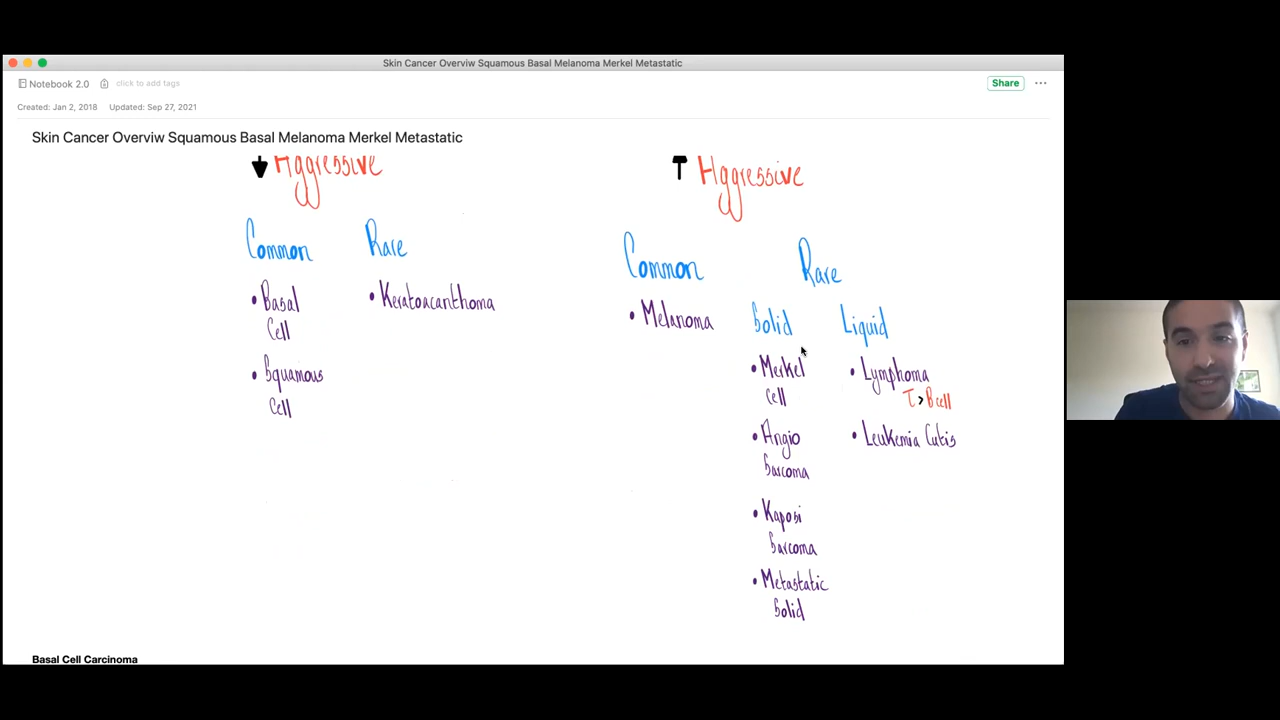 Skin Cancer Overviw Squamous Basal Melanoma Merkel Metastatic
Notebook 2.0
click to add tags
Share
Created: Jan 2, 2018
Updated: Sep 27, 2021
Skin Cancer Overviw Squamous Basal Melanoma Merkel Metastatic
Aggressive
Common
Rare
• Basal
Cell
• Keratoacanthoma
• Squamous
Cell
Aggressive
Common
Rare
• Melanoma
Solid
Liquid
• Merkel
Cell
• Angio
Sarcoma
• Kaposi
Sarcoma
• Metastatic
Solid
• Lymphoma
T > B cell
• Leukemia Cutis
Basal Cell Carcinoma